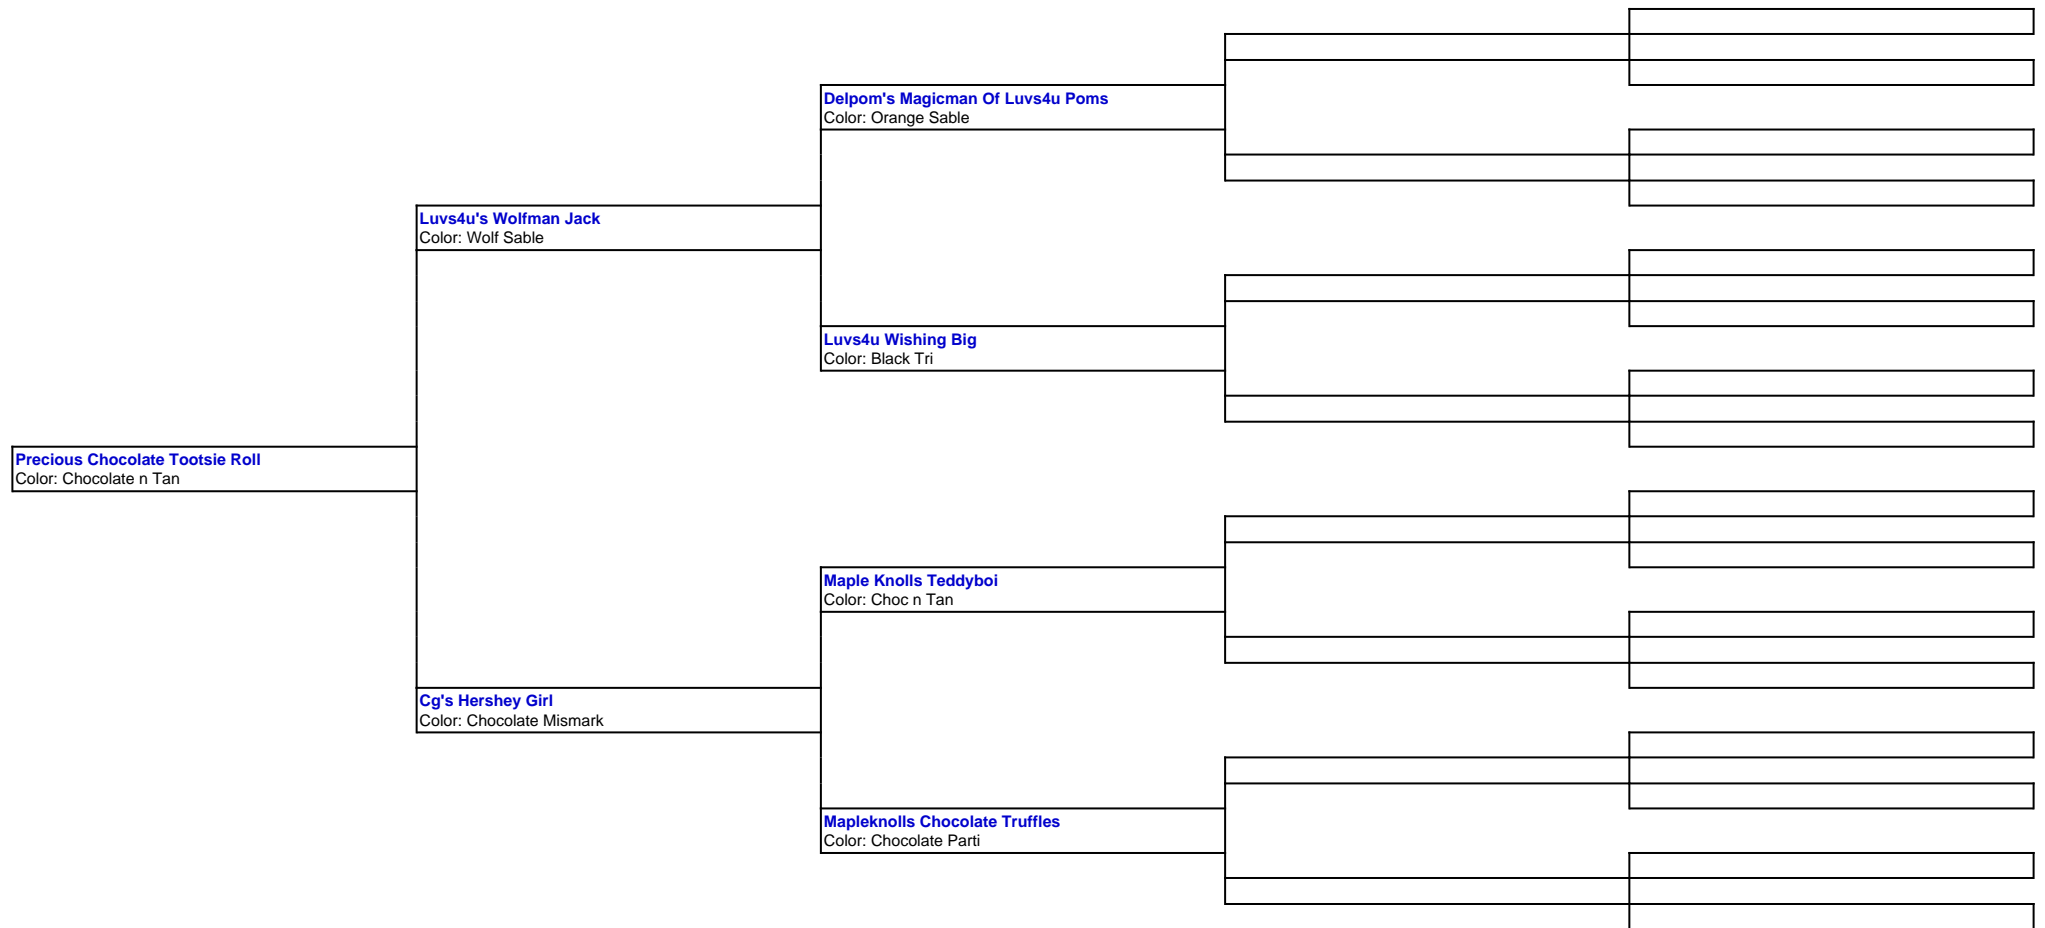 Delpom's Magicman Of Luvs4u Poms
Color: Orange Sable
Luvs4u's Wolfman Jack
Color: Wolf Sable
Luvs4u Wishing Big
Color: Black Tri
Precious Chocolate Tootsie Roll
Color: Chocolate n Tan
Maple Knolls Teddyboi
Color: Choc n Tan
Cg's Hershey Girl
Color: Chocolate Mismark
Mapleknolls Chocolate Truffles
Color: Chocolate Parti